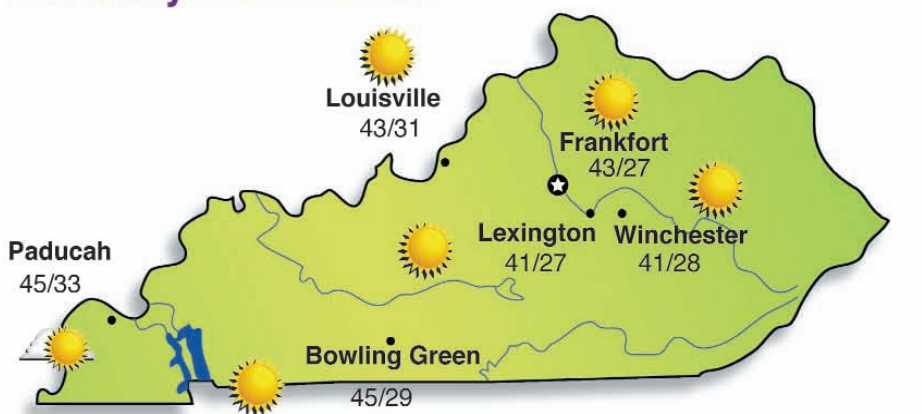 Louisville
43/31
Frankfort
43/27
Lexington
41/27
Winchester
41/28
Paducah
45/33
Bowling Green
45/29